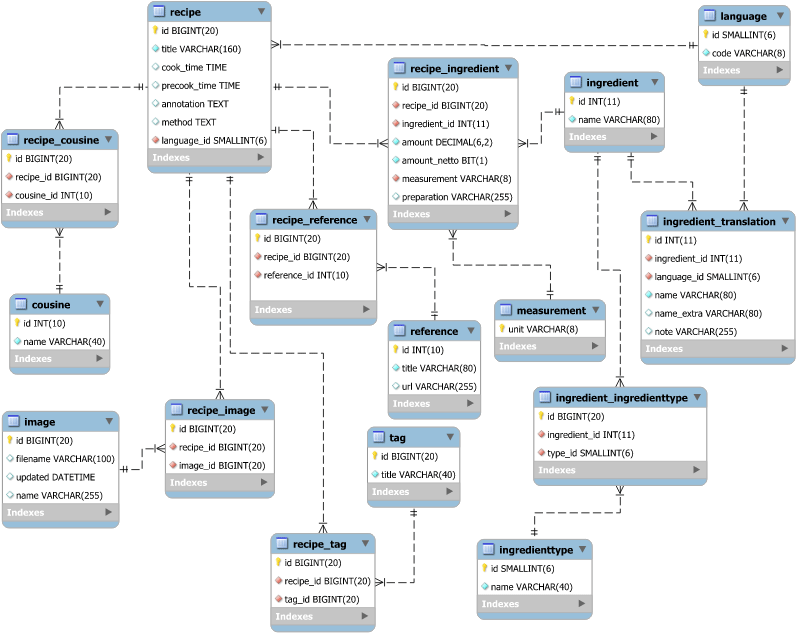 recipe
id BIGINT(20)
title VARCHAR(160)
cook_time TIME
precook_time TIME
annotation TEXT
method TEXT
language_id SMALLINT(6)
Indexes
language
id SMALLINT(6)
code VARCHAR(8)
Indexes
recipe_ingredient
id BIGINT(20)
recipe_id BIGINT(20)
ingredient_id INT(11)
amount DECIMAL(6,2)
amount_netto BIT(1)
measurement VARCHAR(8)
preparation VARCHAR(255)
Indexes
ingredient
id INT(11)
name VARCHAR(80)
Indexes
recipe_cousine
id BIGINT(20)
recipe_id BIGINT(20)
cousine_id INT(10)
Indexes
recipe_reference
id BIGINT(20)
recipe_id BIGINT(20)
reference_id INT(10)
Indexes
ingredient_translation
id INT(11)
ingredient_id INT(11)
language_id SMALLINT(6)
name VARCHAR(80)
name_extra VARCHAR(80)
note VARCHAR(255)
Indexes
cousine
id INT(10)
name VARCHAR(40)
Indexes
measurement
unit VARCHAR(8)
Indexes
reference
id INT(10)
title VARCHAR(80)
url VARCHAR(255)
Indexes
ingredient_ingredienttype
id BIGINT(20)
ingredient_id INT(11)
type_id SMALLINT(6)
Indexes
image
id BIGINT(20)
filename VARCHAR(100)
updated DATETIME
name VARCHAR(255)
Indexes
recipe_image
id BIGINT(20)
recipe_id BIGINT(20)
image_id BIGINT(20)
Indexes
tag
id BIGINT(20)
title VARCHAR(40)
Indexes
recipe_tag
id BIGINT(20)
recipe_id BIGINT(20)
tag_id BIGINT(20)
Indexes
ingredienttype
id SMALLINT(6)
name VARCHAR(40)
Indexes